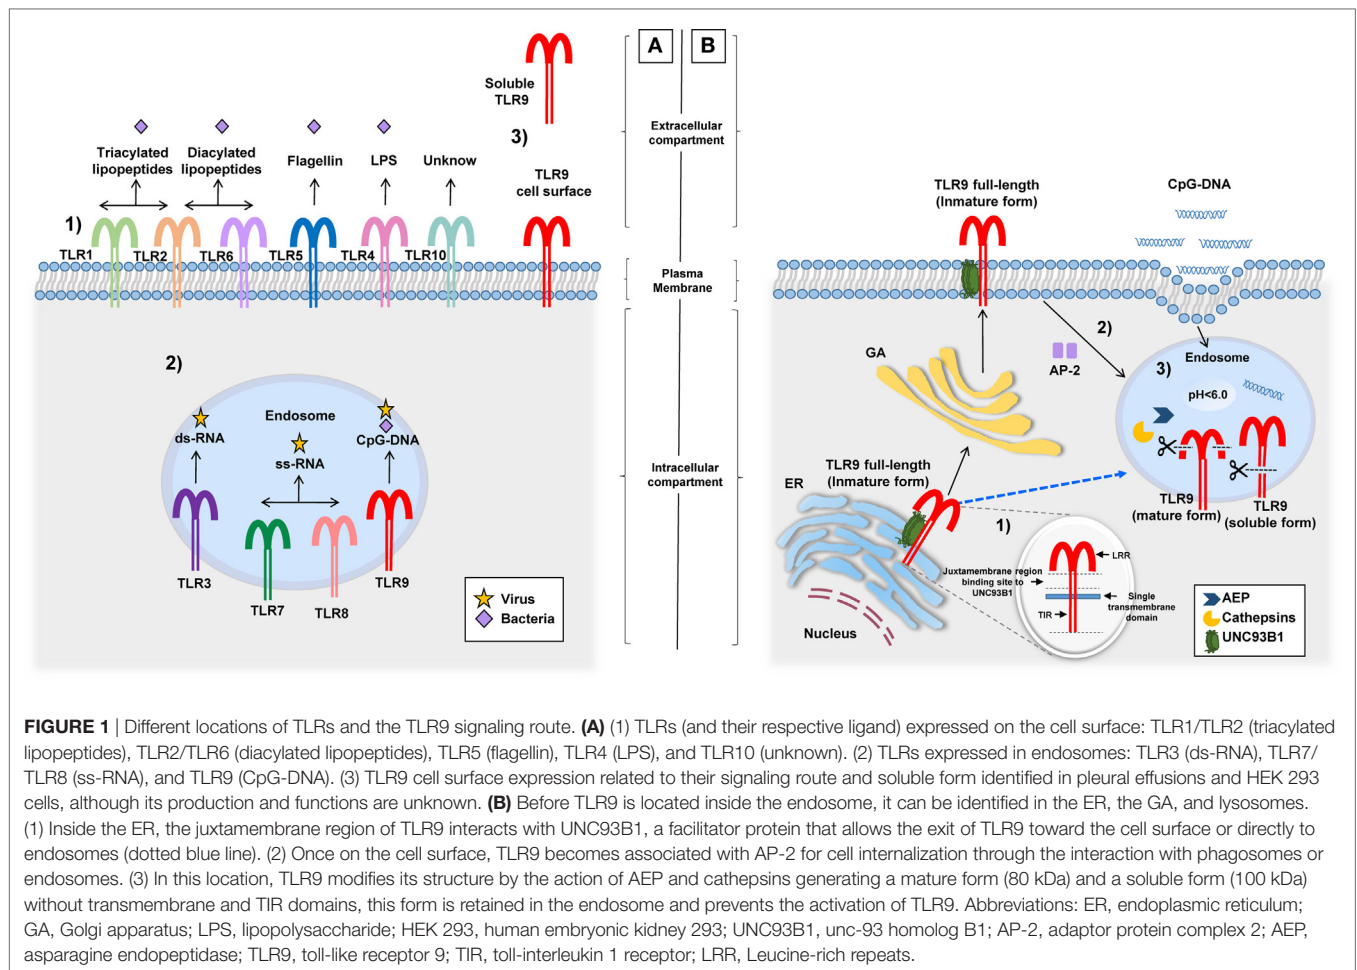 Soluble
TLR9
3)
TLR9
cell surface
Triacylated
lipopeptides
Diacylated
lipopeptides
Flagellin
LPS
Unknow
1)
TLR1
TLR2
TLR6
TLR5
TLR4
TLR10
2)
Endosome
ds-RNA
ss-RNA
CpG-DNA
TLR3
TLR7
TLR8
TLR9
Virus
Bacteria
A
B
Extracellular
compartment
Plasma
Membrane
Intracellular
compartment
TLR9 full-length
(Inmature form)
CpG-DNA
2)
GA
AP-2
Endosome
3)
pH<6.0
TLR9
(mature form)
TLR9
(soluble form)
TLR9 full-length
(Inmature form)
ER
1)
Nucleus
LRR
Juxtamembrane region
binding site to
UNC93B1
Single
transmembrane
domain
TIR
AEP
Cathepsins
UNC93B1
FIGURE 1 | Different locations of TLRs and the TLR9 signaling route. (A) (1) TLRs (and their respective ligand) expressed on the cell surface: TLR1/TLR2 (triacylated
lipopeptides), TLR2/TLR6 (diacylated lipopeptides), TLR5 (flagellin), TLR4 (LPS), and TLR10 (unknown). (2) TLRs expressed in endosomes: TLR3 (ds-RNA), TLR7/
TLR8 (ss-RNA), and TLR9 (CpG-DNA). (3) TLR9 cell surface expression related to their signaling route and soluble form identified in pleural effusions and HEK 293
cells, although its production and functions are unknown. (B) Before TLR9 is located inside the endosome, it can be identified in the ER, the GA, and lysosomes.
(1) Inside the ER, the juxtamembrane region of TLR9 interacts with UNC93B1, a facilitator protein that allows the exit of TLR9 toward the cell surface or directly to
endosomes (dotted blue line). (2) Once on the cell surface, TLR9 becomes associated with AP-2 for cell internalization through the interaction with phagosomes or
endosomes. (3) In this location, TLR9 modifies its structure by the action of AEP and cathepsins generating a mature form (80 kDa) and a soluble form (100 kDa)
without transmembrane and TIR domains, this form is retained in the endosome and prevents the activation of TLR9. Abbreviations: ER, endoplasmic reticulum;
GA, Golgi apparatus; LPS, lipopolysaccharide; HEK 293, human embryonic kidney 293; UNC93B1, unc-93 homolog B1; AP-2, adaptor protein complex 2; AEP,
asparagine endopeptidase; TLR9, toll-like receptor 9; TIR, toll-interleukin 1 receptor; LRR, Leucine-rich repeats.